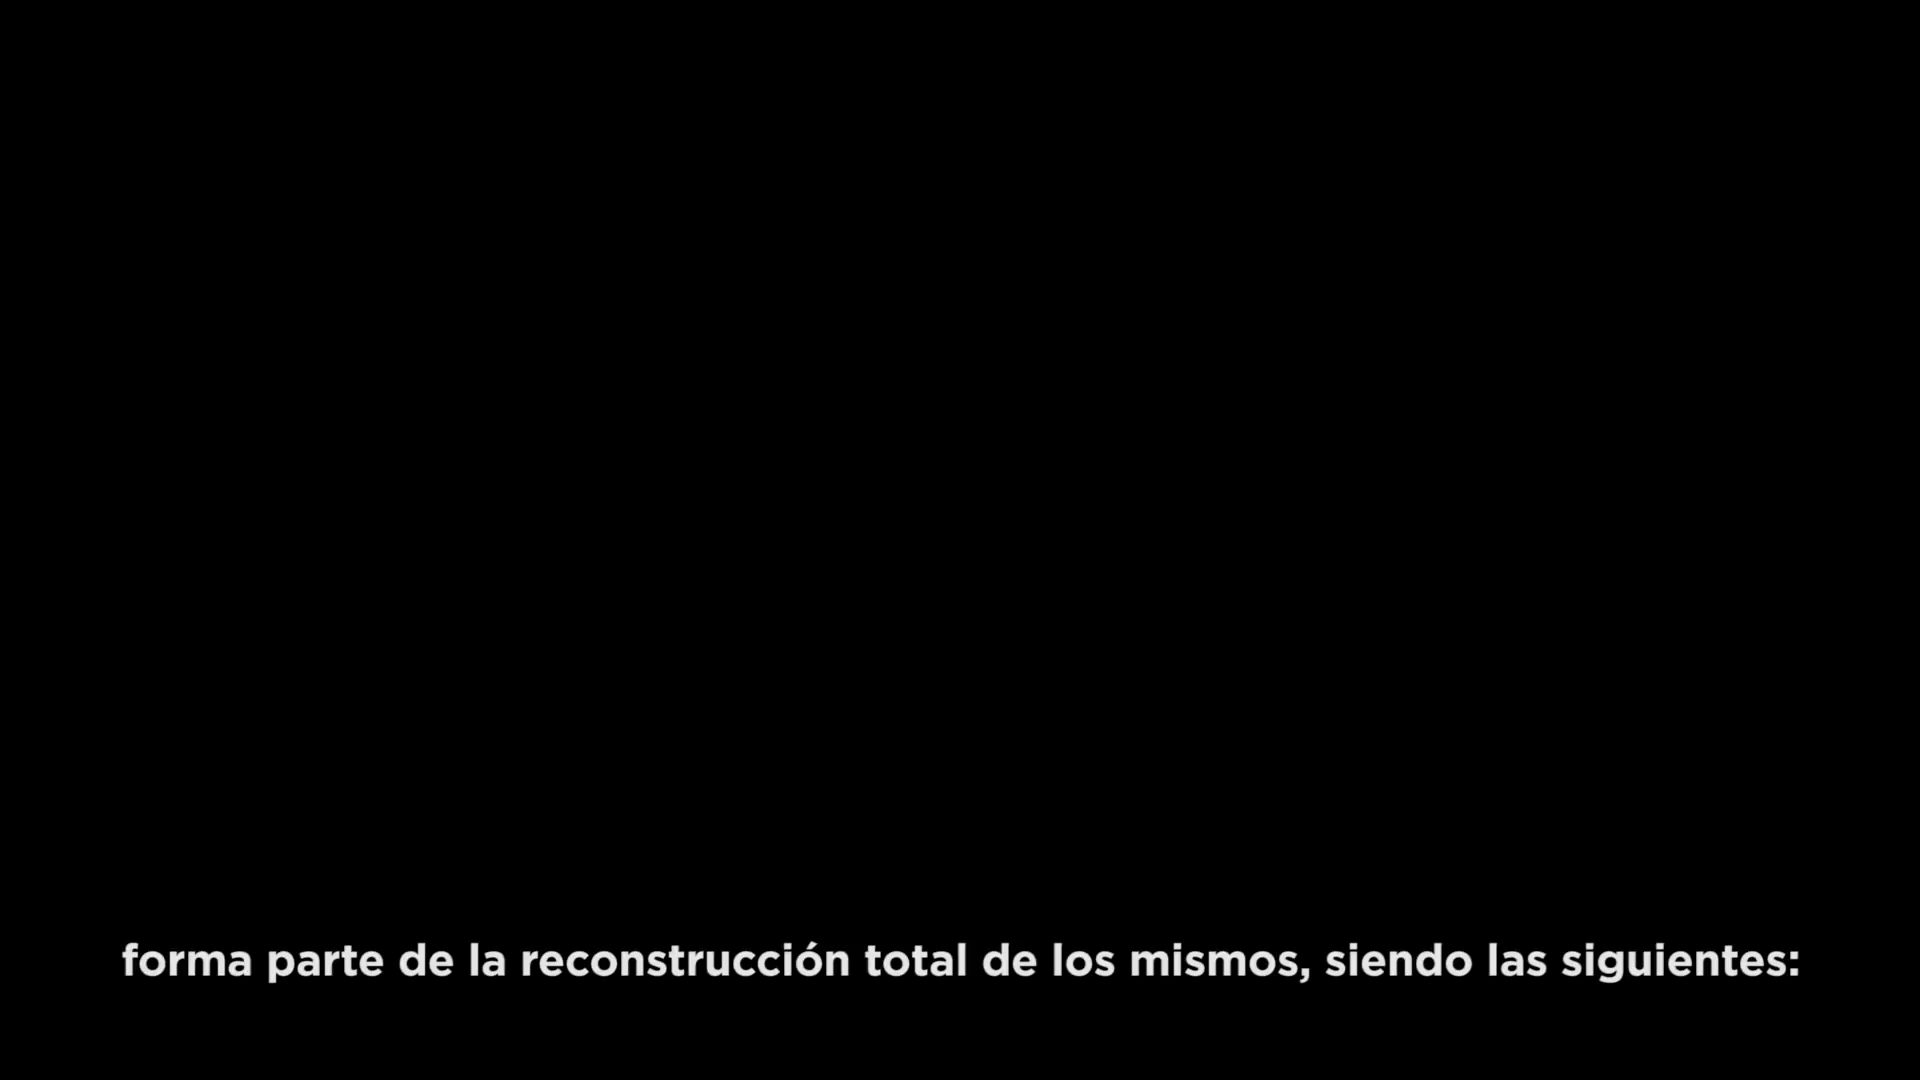 forma parte de la reconstrucción total de los mismos, siendo las siguientes: